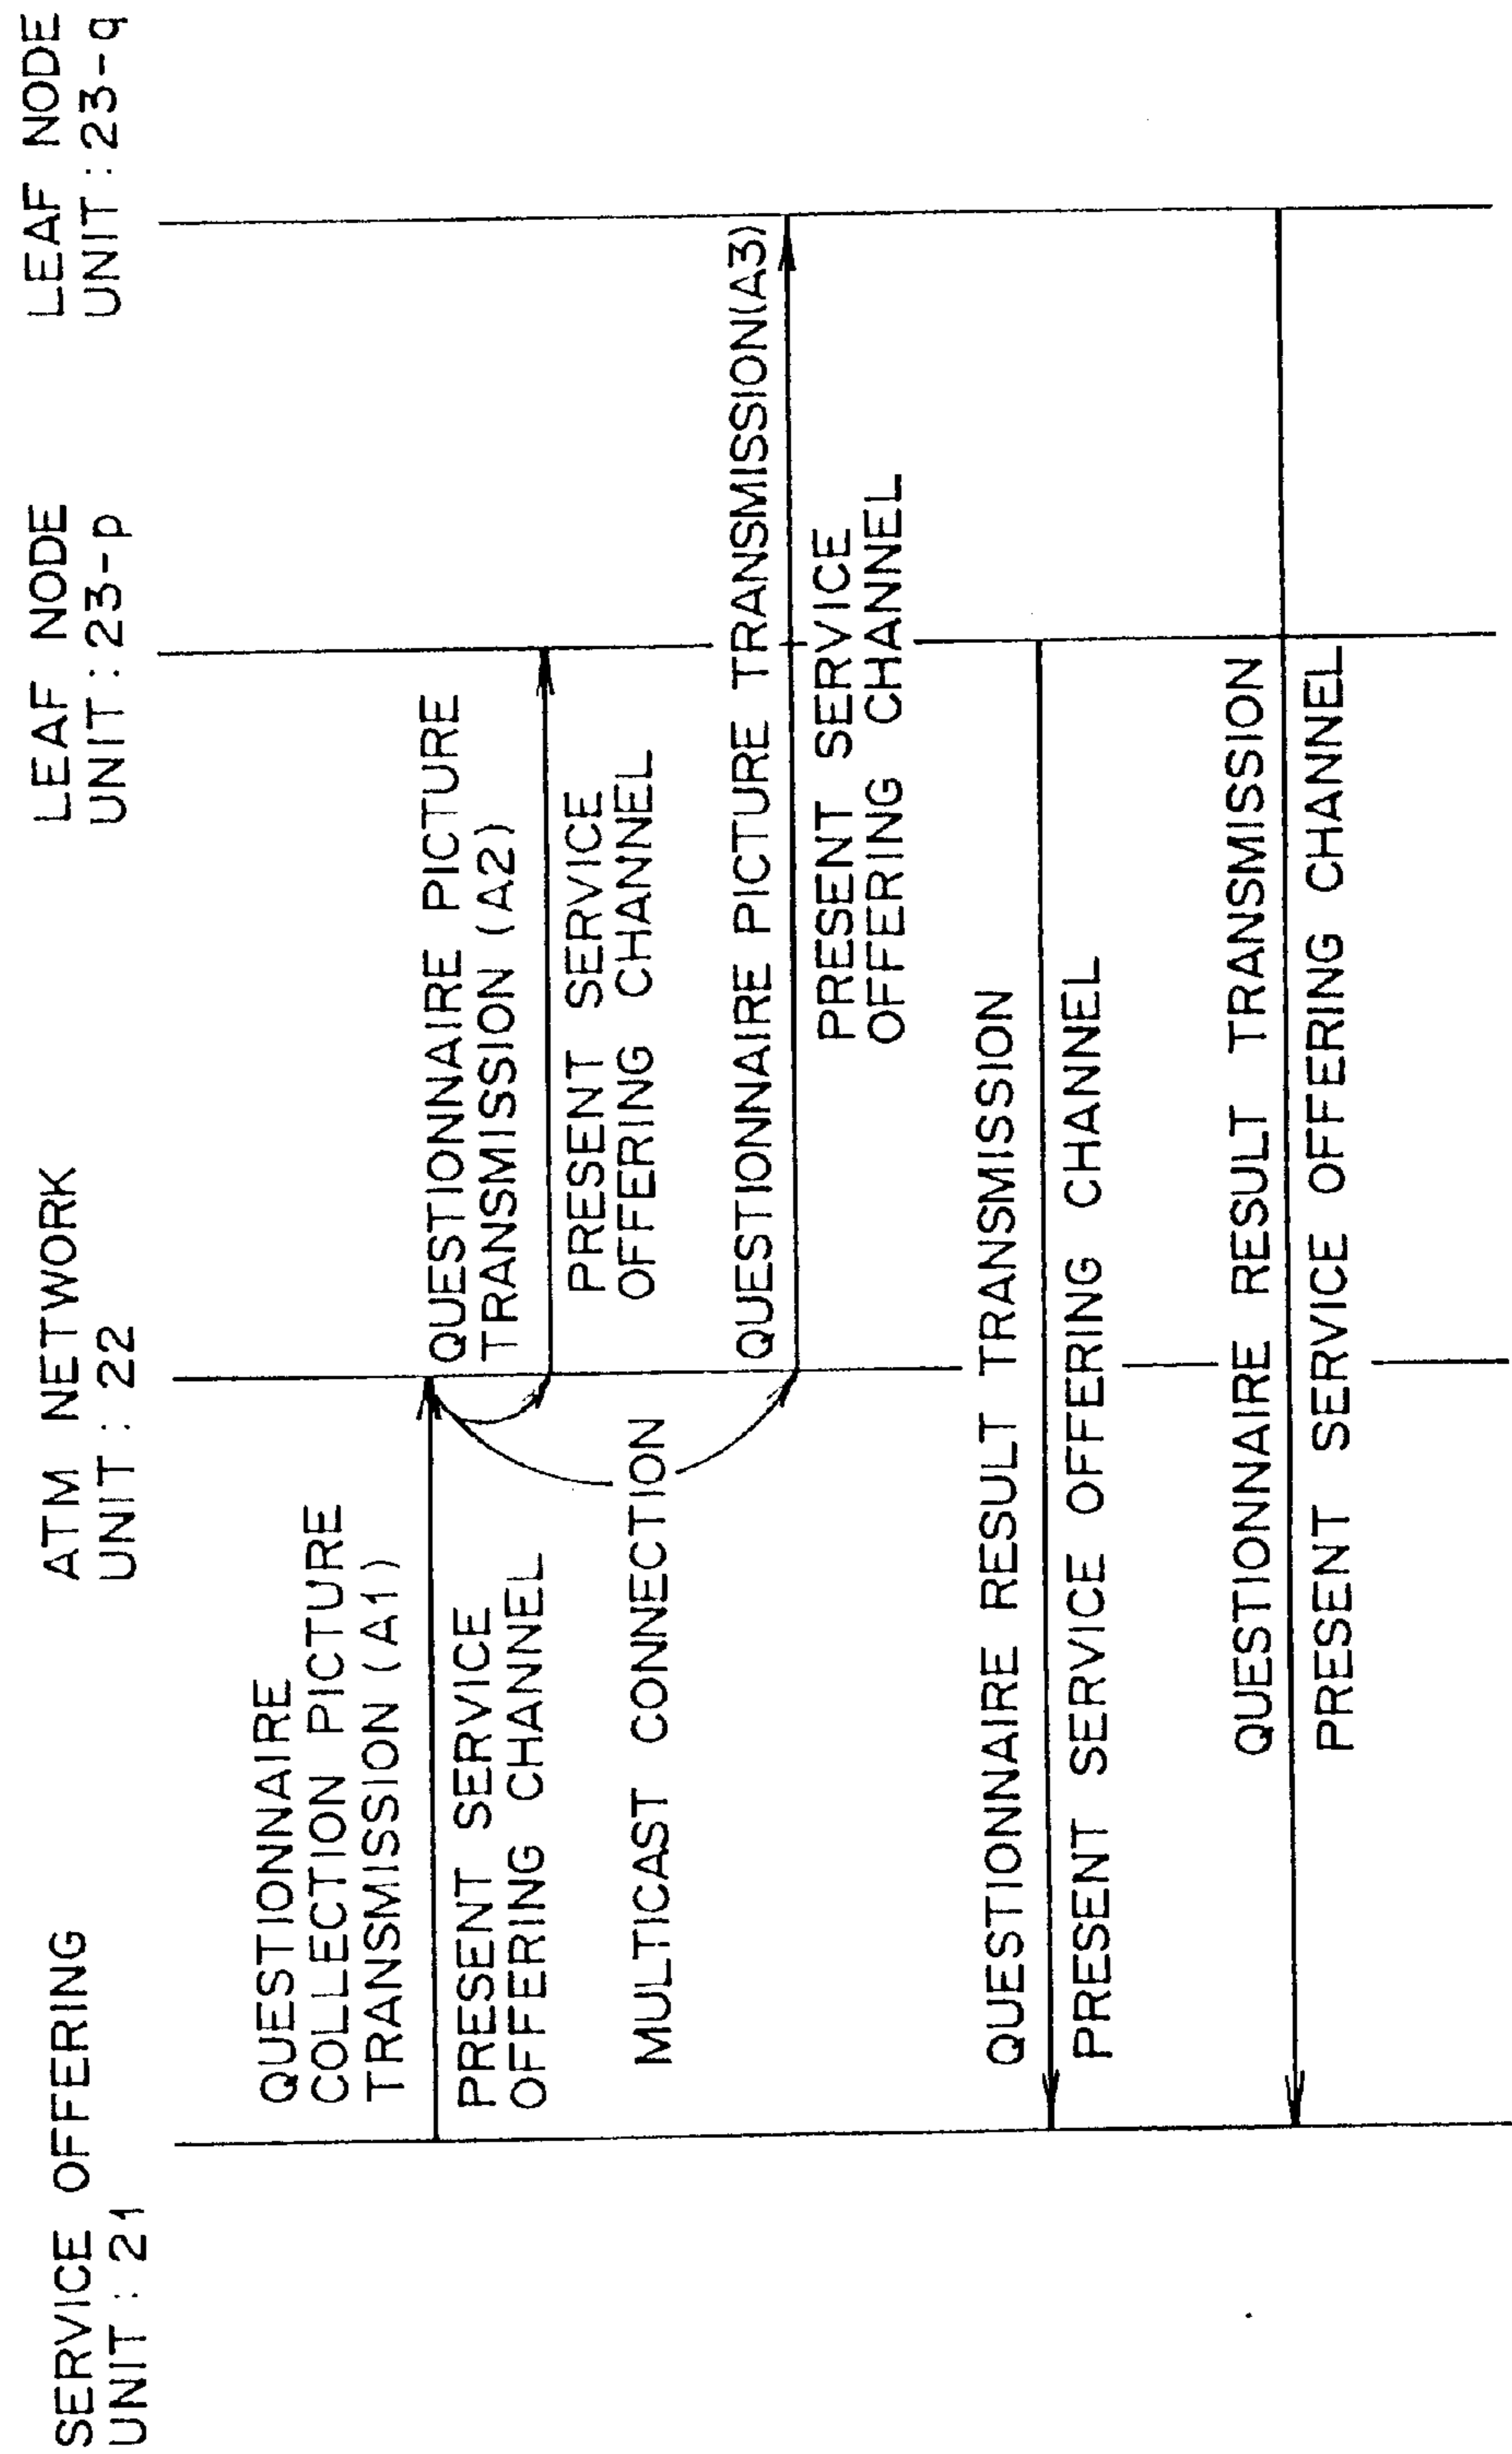 SERVICE OFFERING
UNIT : 21
ATM NETWORK
UNIT : 22
LEAF NODE
UNIT : 23-p
LEAF NODE
UNIT : 23-q
QUESTIONNAIRE
COLLECTION PICTURE
TRANSMISSION (A1)
PRESENT SERVICE
OFFERING CHANNEL
QUESTIONNAIRE PICTURE
TRANSMISSION (A2)
PRESENT SERVICE
OFFERING CHANNEL
MULTICAST CONNECTION
QUESTIONNAIRE PICTURE TRANSMISSION(A3)
PRESENT SERVICE
OFFERING CHANNEL
QUESTIONNAIRE RESULT TRANSMISSION
PRESENT SERVICE OFFERING CHANNEL
QUESTIONNAIRE RESULT TRANSMISSION
PRESENT SERVICE OFFERING CHANNEL